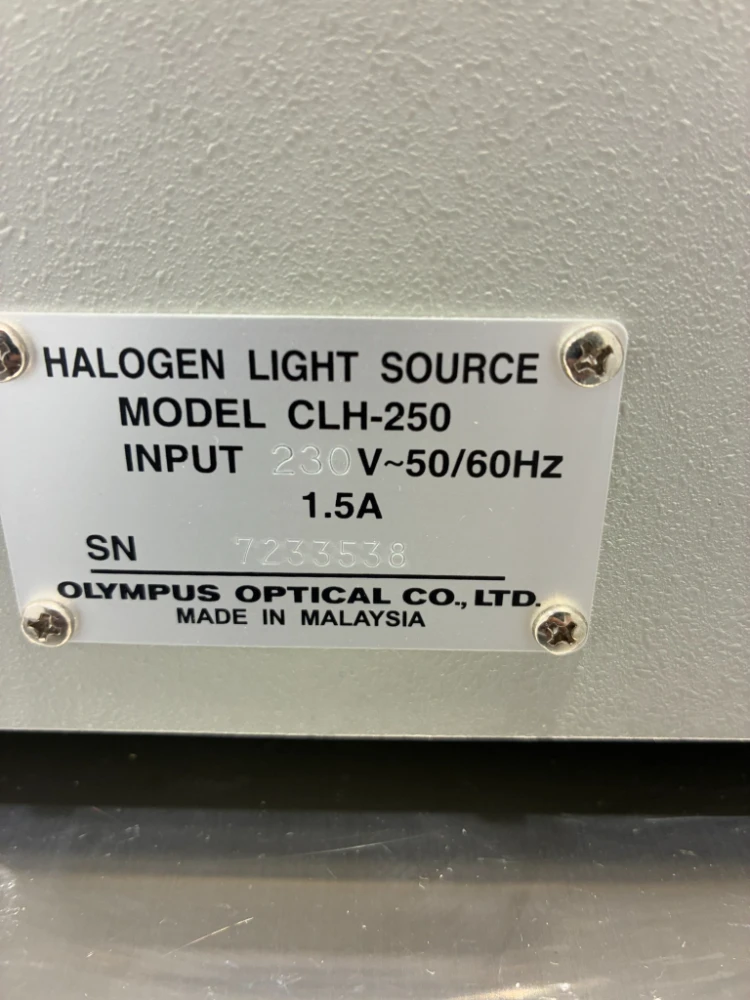 HALOGEN LIGHT SOURCE
MODEL CLH-250
INPUT 230V~50/60Hz
1.5A
SN 7233538
OLYMPUS OPTICAL CO., LTD.
MADE IN MALAYSIA